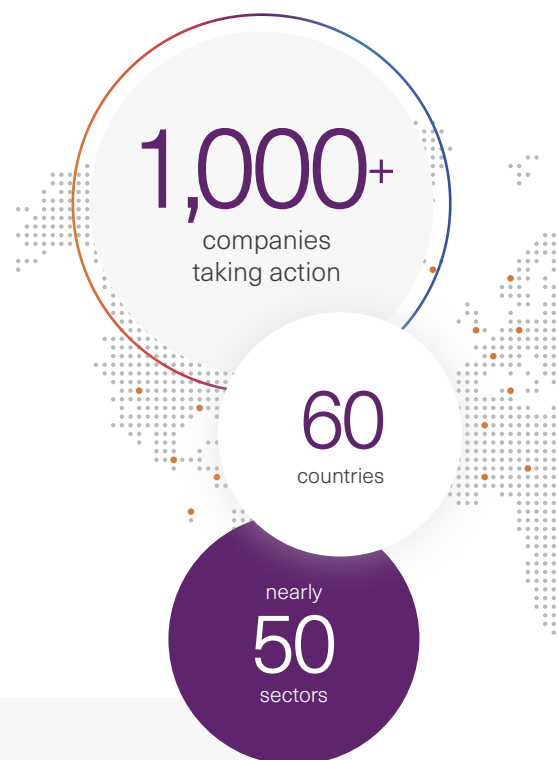 1,000+
companies
taking action
60
countries
nearly
50
sectors